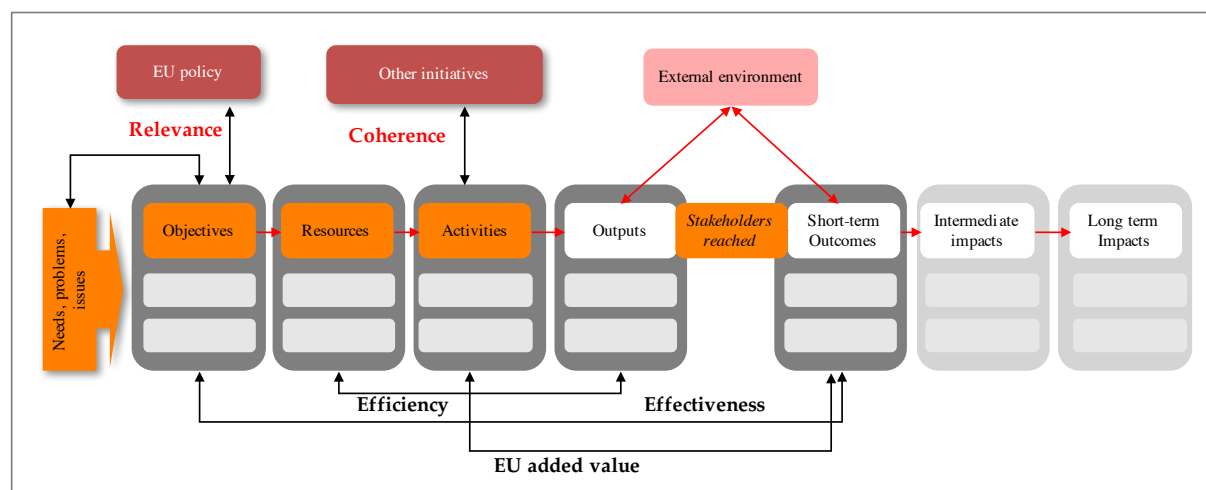 EU policy
Other initiatives
External environment
Relevance
Coherence
Needs, problems,
issues
Objectives
Resources
Activities
Outputs
Stakeholders
reached
Short-term
Outcomes
Intermediate
impacts
Long term
Impacts
Efficiency
Effectiveness
EU added value